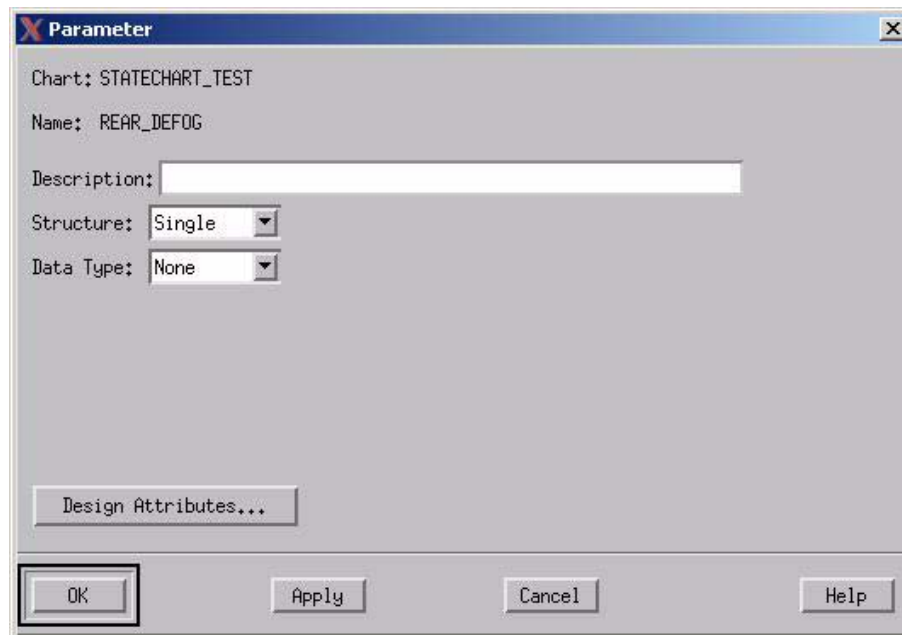 Parameter
Chart: STATECHART_TEST
Name: REAR_DEFOG
Description:
Structure: Single
Data Type: None
Design Attributes...
OK Apply Cancel Help